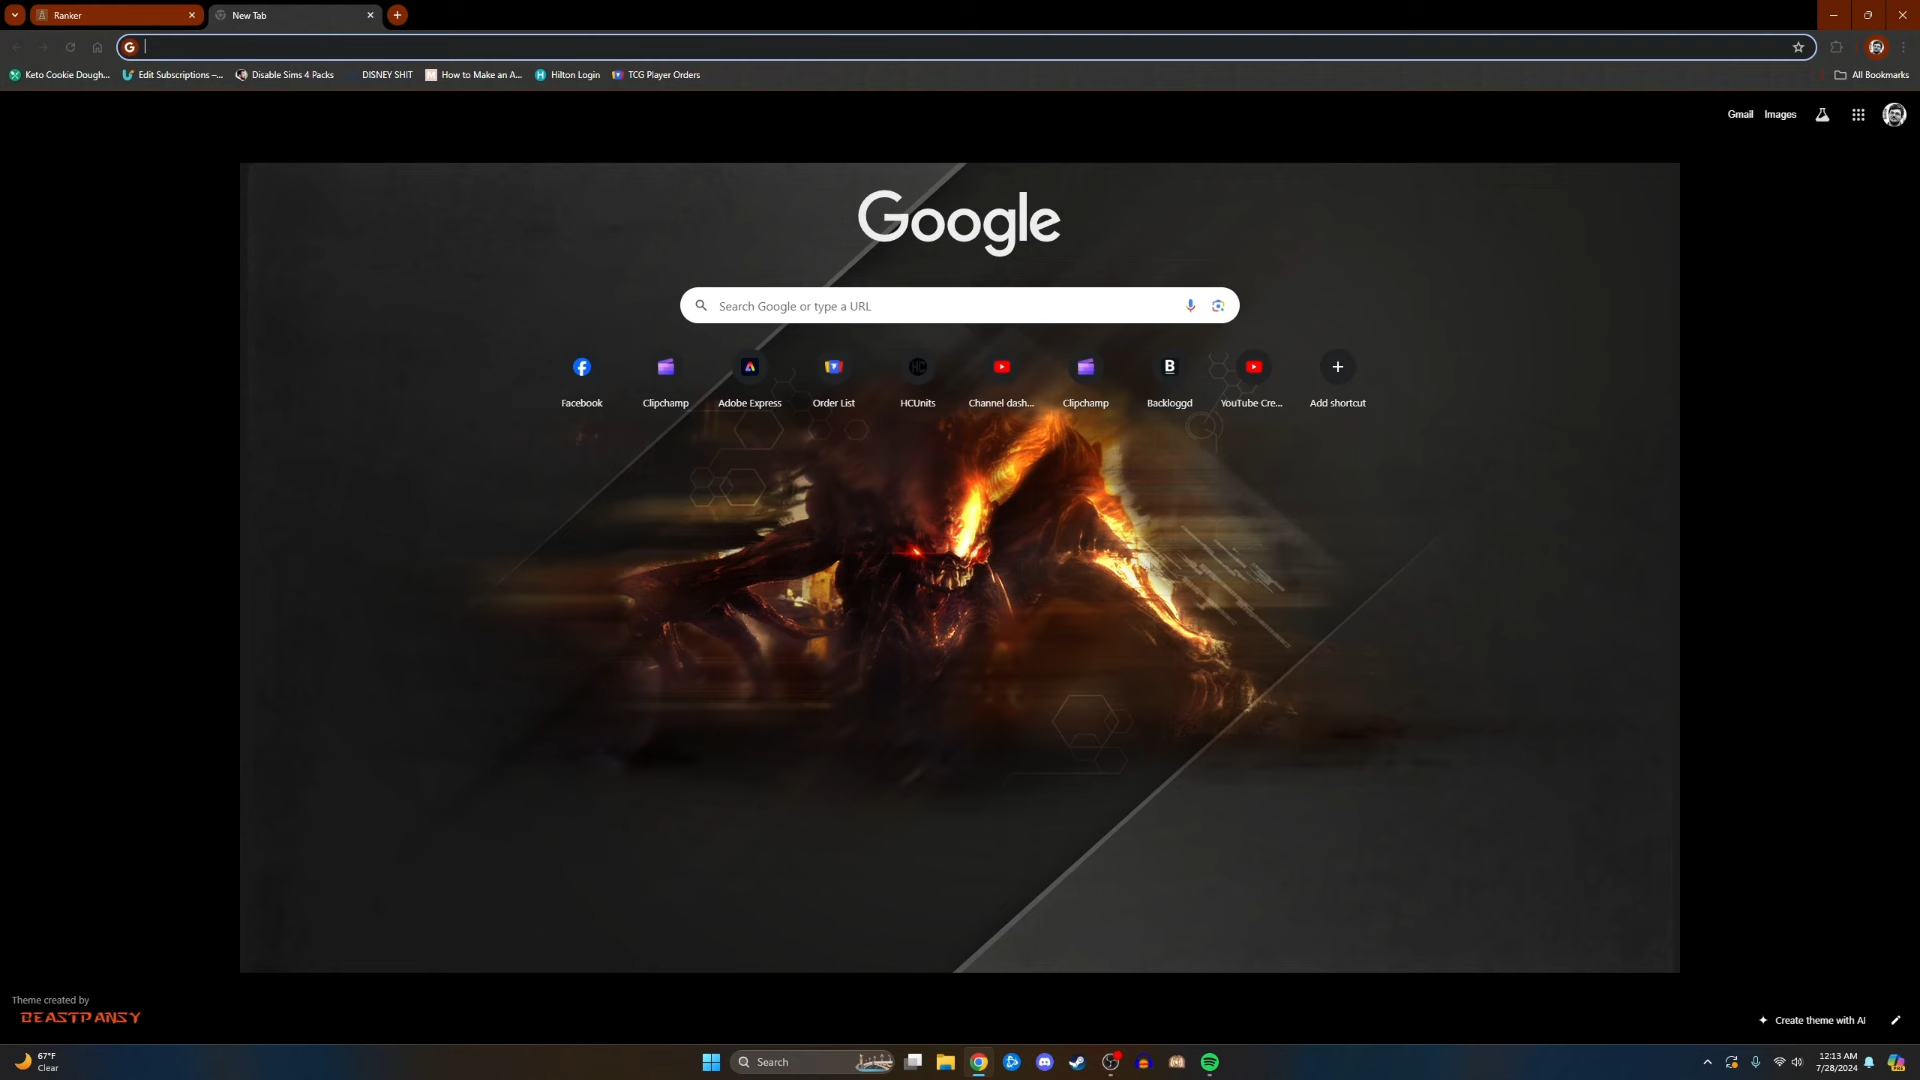 Ranker
New Tab
Keto Cookie Dough...
Edit Subscriptions –...
Disable Sims 4 Packs
DISNEY SHIT
How to Make an A...
Hilton Login
TCG Player Orders
All Bookmarks
Gmail
Images
Google
Search Google or type a URL
Facebook
Clipchamp
Adobe Express
Order List
HC
HCUnits
Channel dash...
Clipchamp
B
Backloggd
YouTube Cre...
Add shortcut
Theme created by
BEASTPANSY
Create theme with AI
67°F
Clear
Search
12:13 AM
7/28/2024